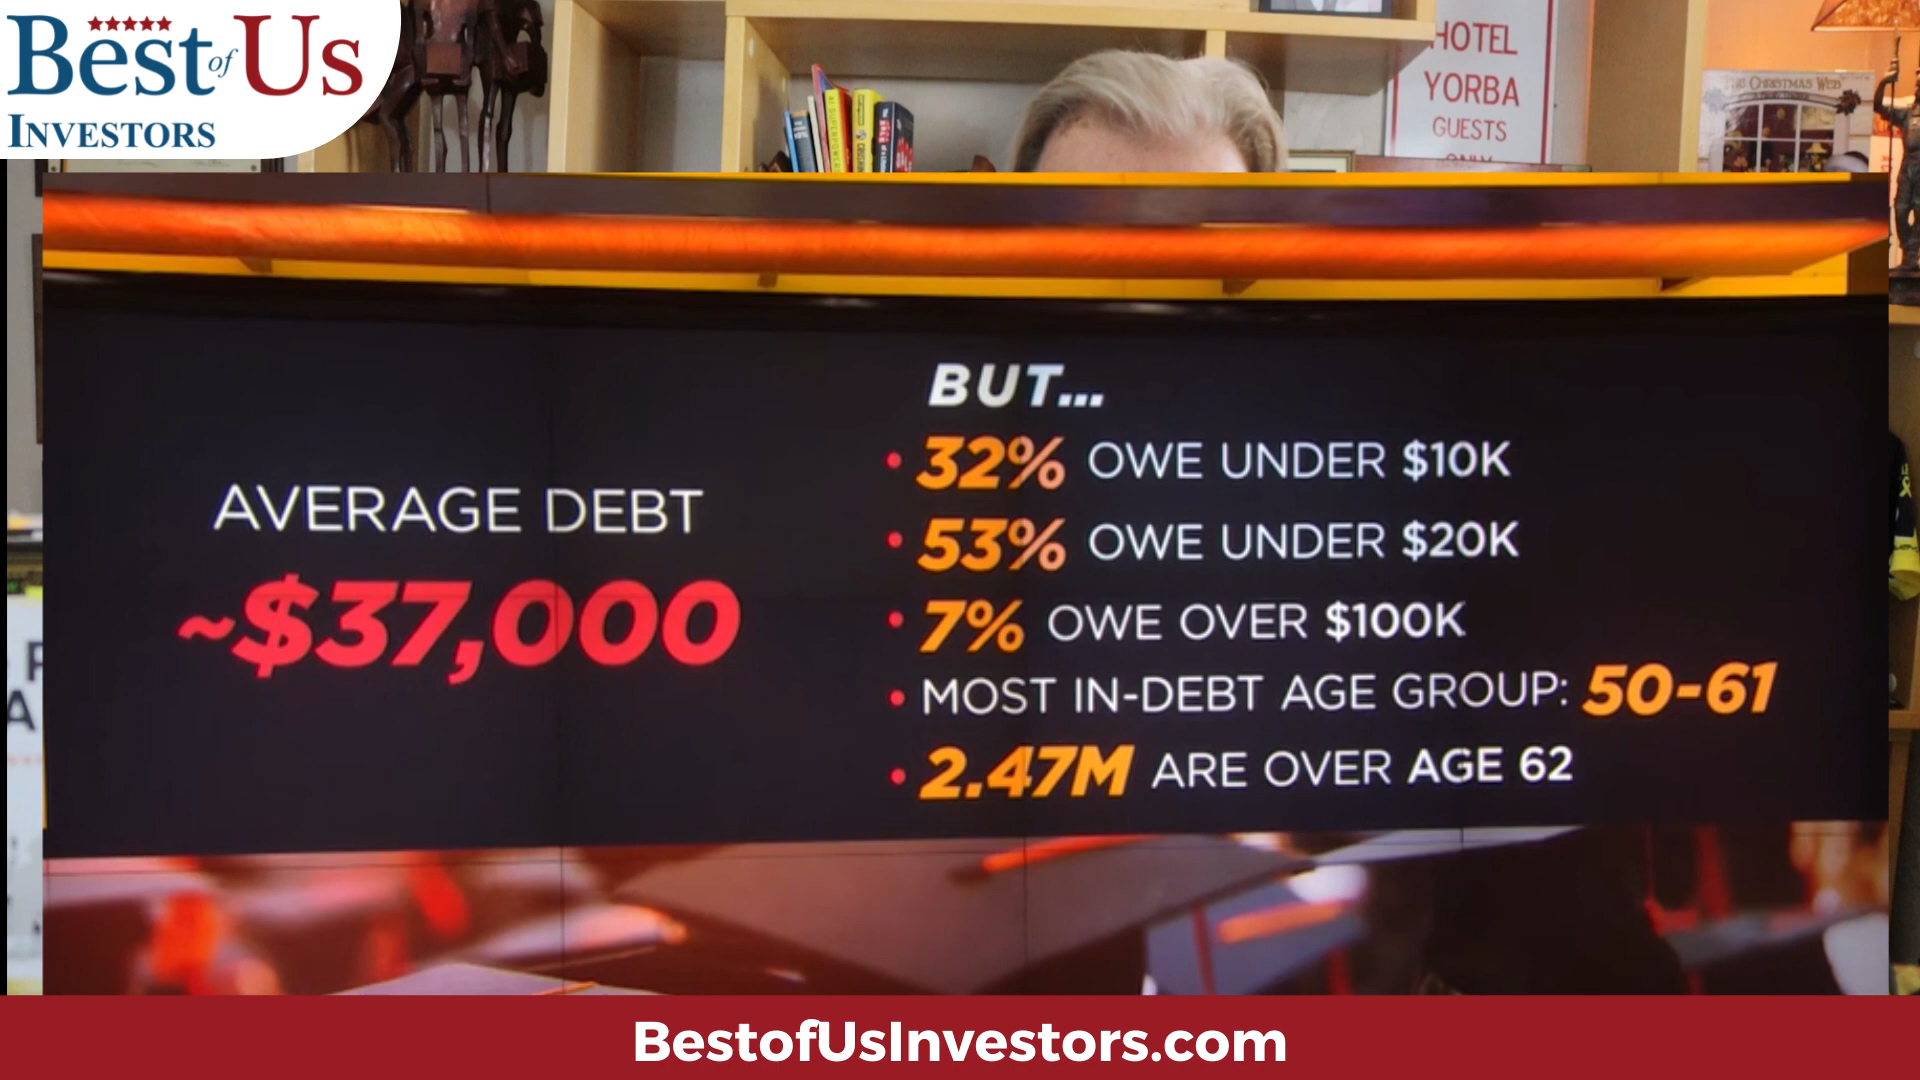 Best of Us
INVESTORS
HOTEL
YORBA
GUESTS
BUT...
• 32% OWE UNDER $10K
• 53% OWE UNDER $20K
• 7% OWE OVER $100K
• MOST IN-DEBT AGE GROUP: 50-61
• 2.47M ARE OVER AGE 62
AVERAGE DEBT
~$37,000
BestofUsInvestors.com